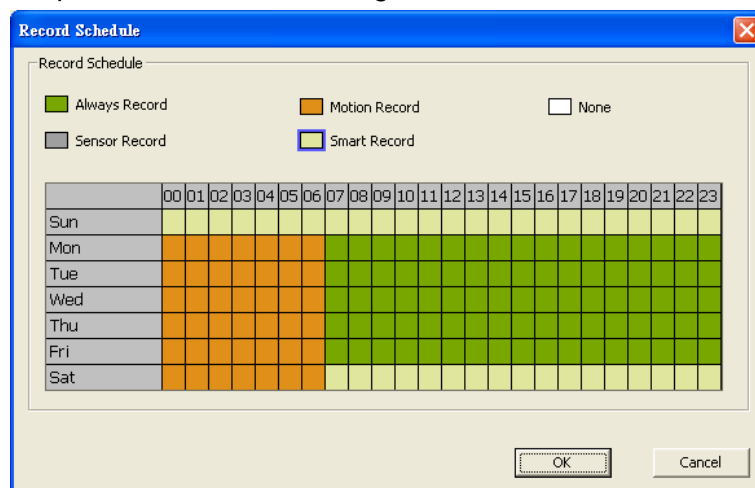 Record Schedule
Record Schedule
Always Record Motion Record None
Sensor Record Smart Record
00 01 02 03 04 05 06 07 08 09 10 11 12 13 14 15 16 17 18 19 20 21 22 23
Sun
Mon
Tue
Wed
Thu
Fri
Sat
OK Cancel